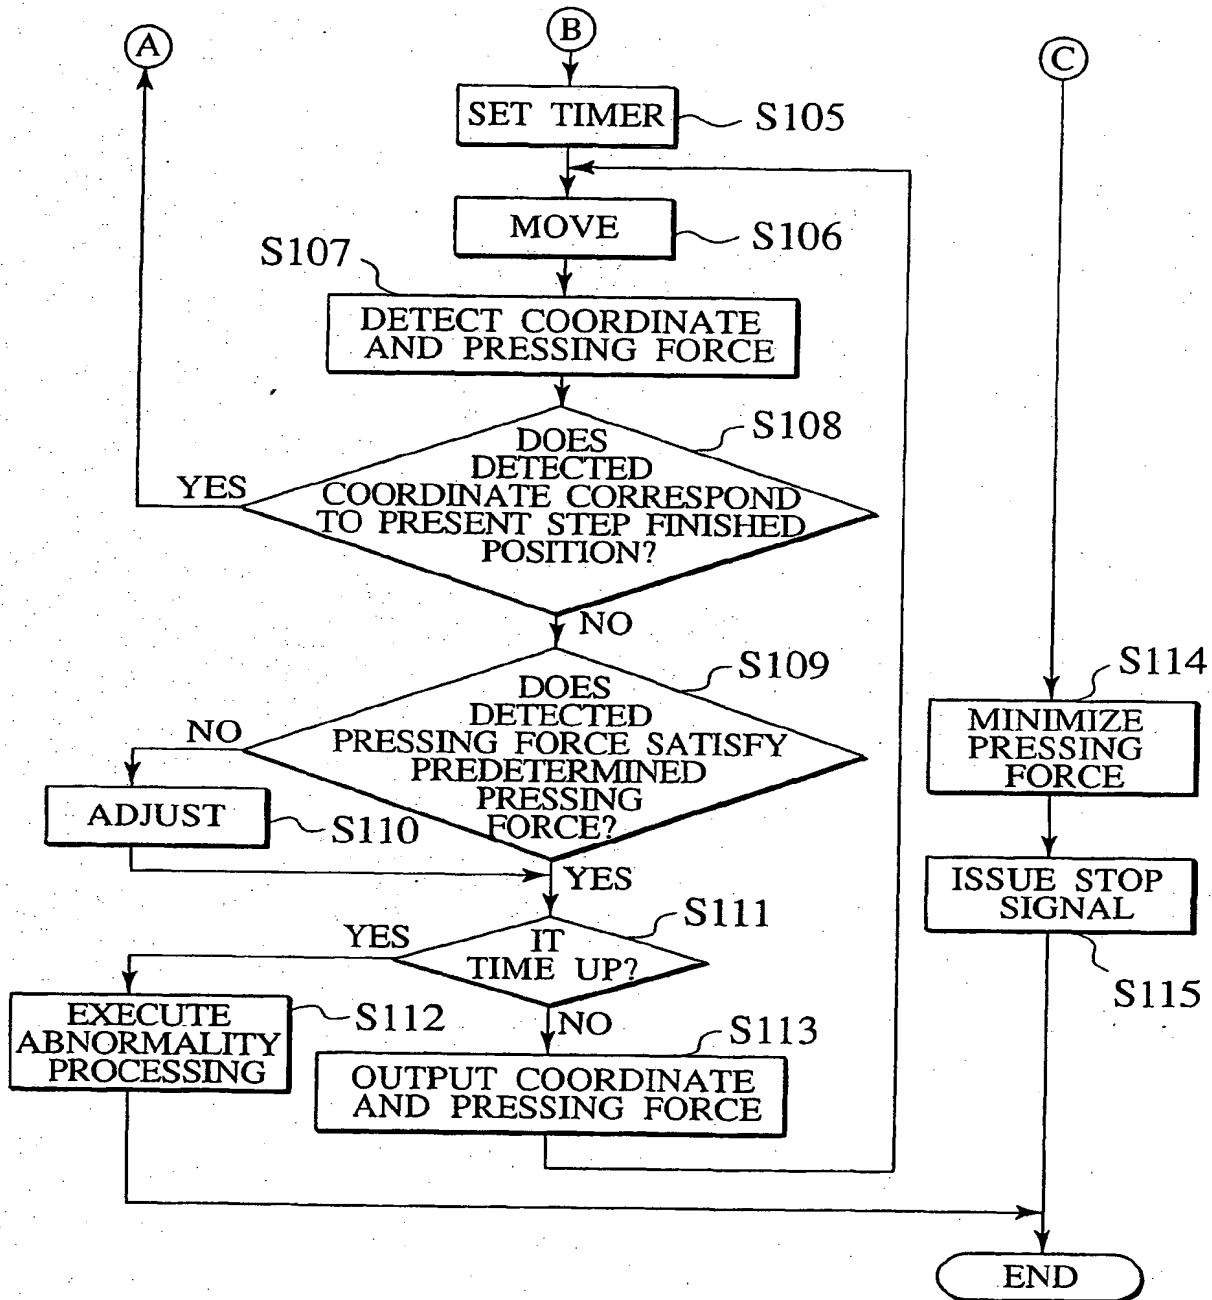 A
B
C
SET TIMER
S105
MOVE
S106
S107
DETECT COORDINATE
AND PRESSING FORCE
S108
DOES
DETECTED
COORDINATE CORRESPOND
TO PRESENT STEP FINISHED
POSITION?
YES
NO
S109
DOES
DETECTED
PRESSING FORCE SATISFY
PREDETERMINED
PRESSING
FORCE?
NO
ADJUST
S110
YES
S111
IT
TIME UP?
YES
EXECUTE
ABNORMALITY
PROCESSING
S112
NO
S113
OUTPUT COORDINATE
AND PRESSING FORCE
S114
MINIMIZE
PRESSING
FORCE
ISSUE STOP
SIGNAL
S115
END